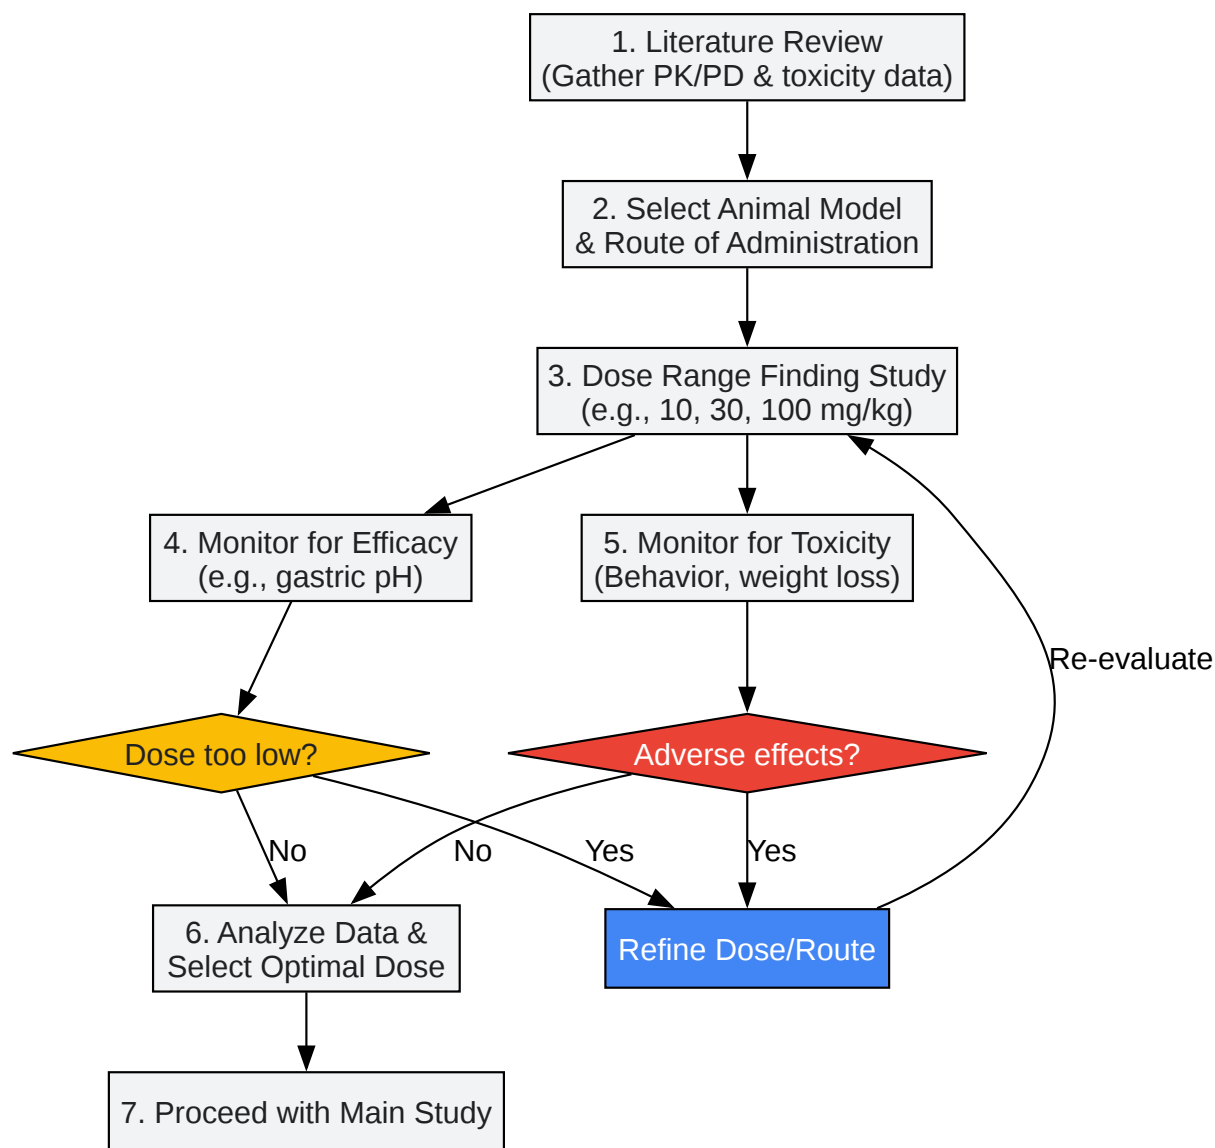 1. Literature Review
(Gather PK/PD & toxicity data)
2. Select Animal Model
& Route of Administration
3. Dose Range Finding Study
(e.g., 10, 30, 100 mg/kg)
4. Monitor for Efficacy
(e.g., gastric pH)
5. Monitor for Toxicity
(Behavior, weight loss)
Re-evaluate
Dose too low?
Adverse effects?
No
No
Yes
Yes
6. Analyze Data &
Select Optimal Dose
Refine Dose/Route
7. Proceed with Main Study